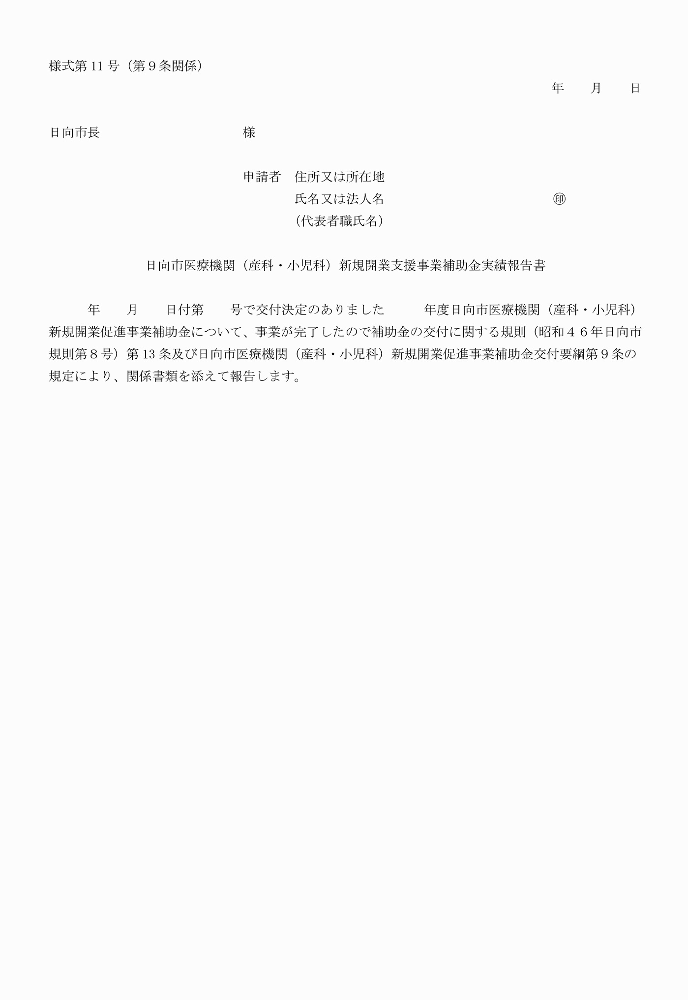 様式第 11 号（第９条関係）
年　　月　　日
日向市長　　　　　　　　　　　様
申請者　住所又は所在地
氏名又は法人名　　　　　　　　　　　　　㊞
（代表者職氏名）
日向市医療機関（産科・小児科）新規開業支援事業補助金実績報告書
年　　月　　日付第　　号で交付決定のありました　　　年度日向市医療機関（産科・小児科）
新規開業促進事業補助金について、事業が完了したので補助金の交付に関する規則（昭和４６年日向市
規則第８号）第 13 条及び日向市医療機関（産科・小児科）新規開業促進事業補助金交付要綱第９条の
規定により、関係書類を添えて報告します。